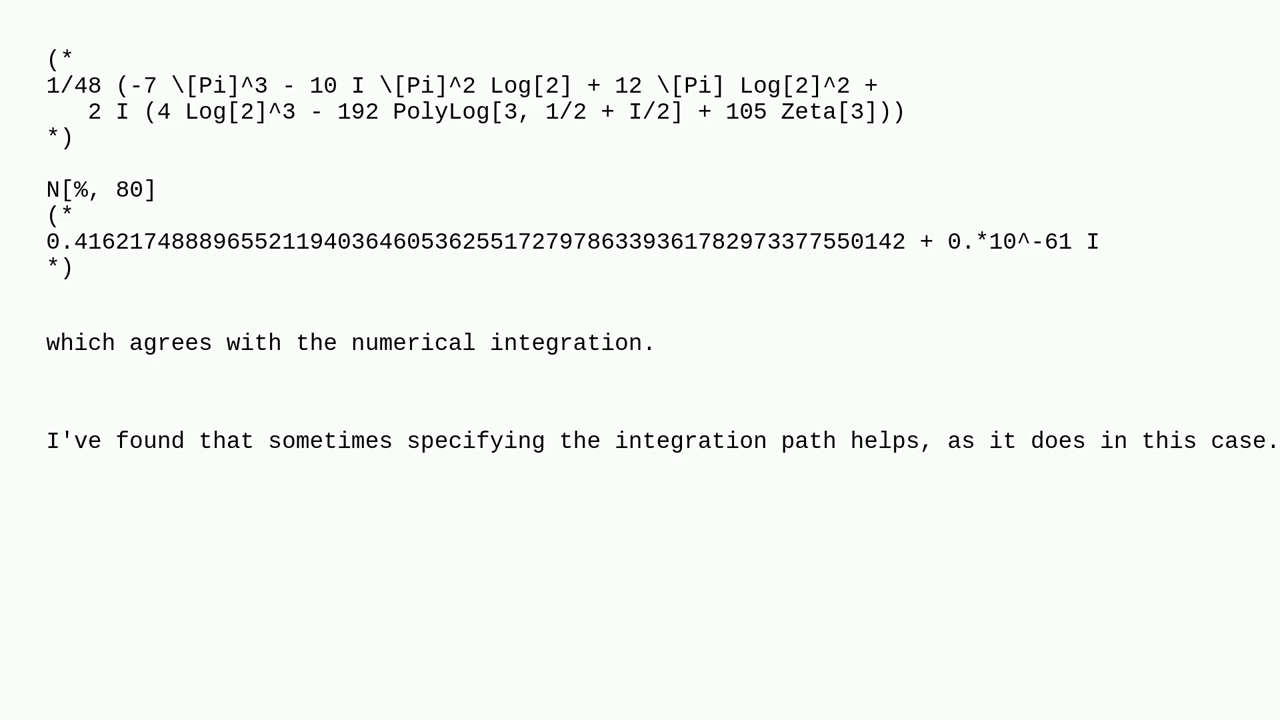 (*
1/48 (-7 \[Pi]^3 - 10 I \[Pi]^2 Log[2] + 12 \[Pi] Log[2]^2 +
   2 I (4 Log[2]^3 - 192 PolyLog[3, 1/2 + I/2] + 105 Zeta[3]))
*)
N[%, 80]
(*
0.41621748889655211940364605362551727978633936178297337755​0142 + 0.*10^-61 I
*)
which agrees with the numerical integration.
I've found that sometimes specifying the integration path helps, as it does in this case.